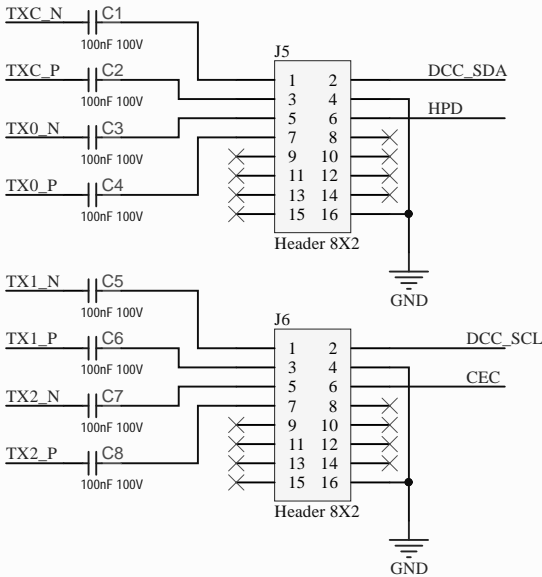 TXC_N
C1
100nF 100V
TXC_P
C2
100nF 100V
TX0_N
C3
100nF 100V
TX0_P
C4
100nF 100V
J5
1 2
3 4
5 6
7 8
9 10
11 12
13 14
15 16
Header 8X2
DCC_SDA
HPD
GND
TX1_N
C5
100nF 100V
TX1_P
C6
100nF 100V
TX2_N
C7
100nF 100V
TX2_P
C8
100nF 100V
J6
1 2
3 4
5 6
7 8
9 10
11 12
13 14
15 16
Header 8X2
DCC_SCL
CEC
GND